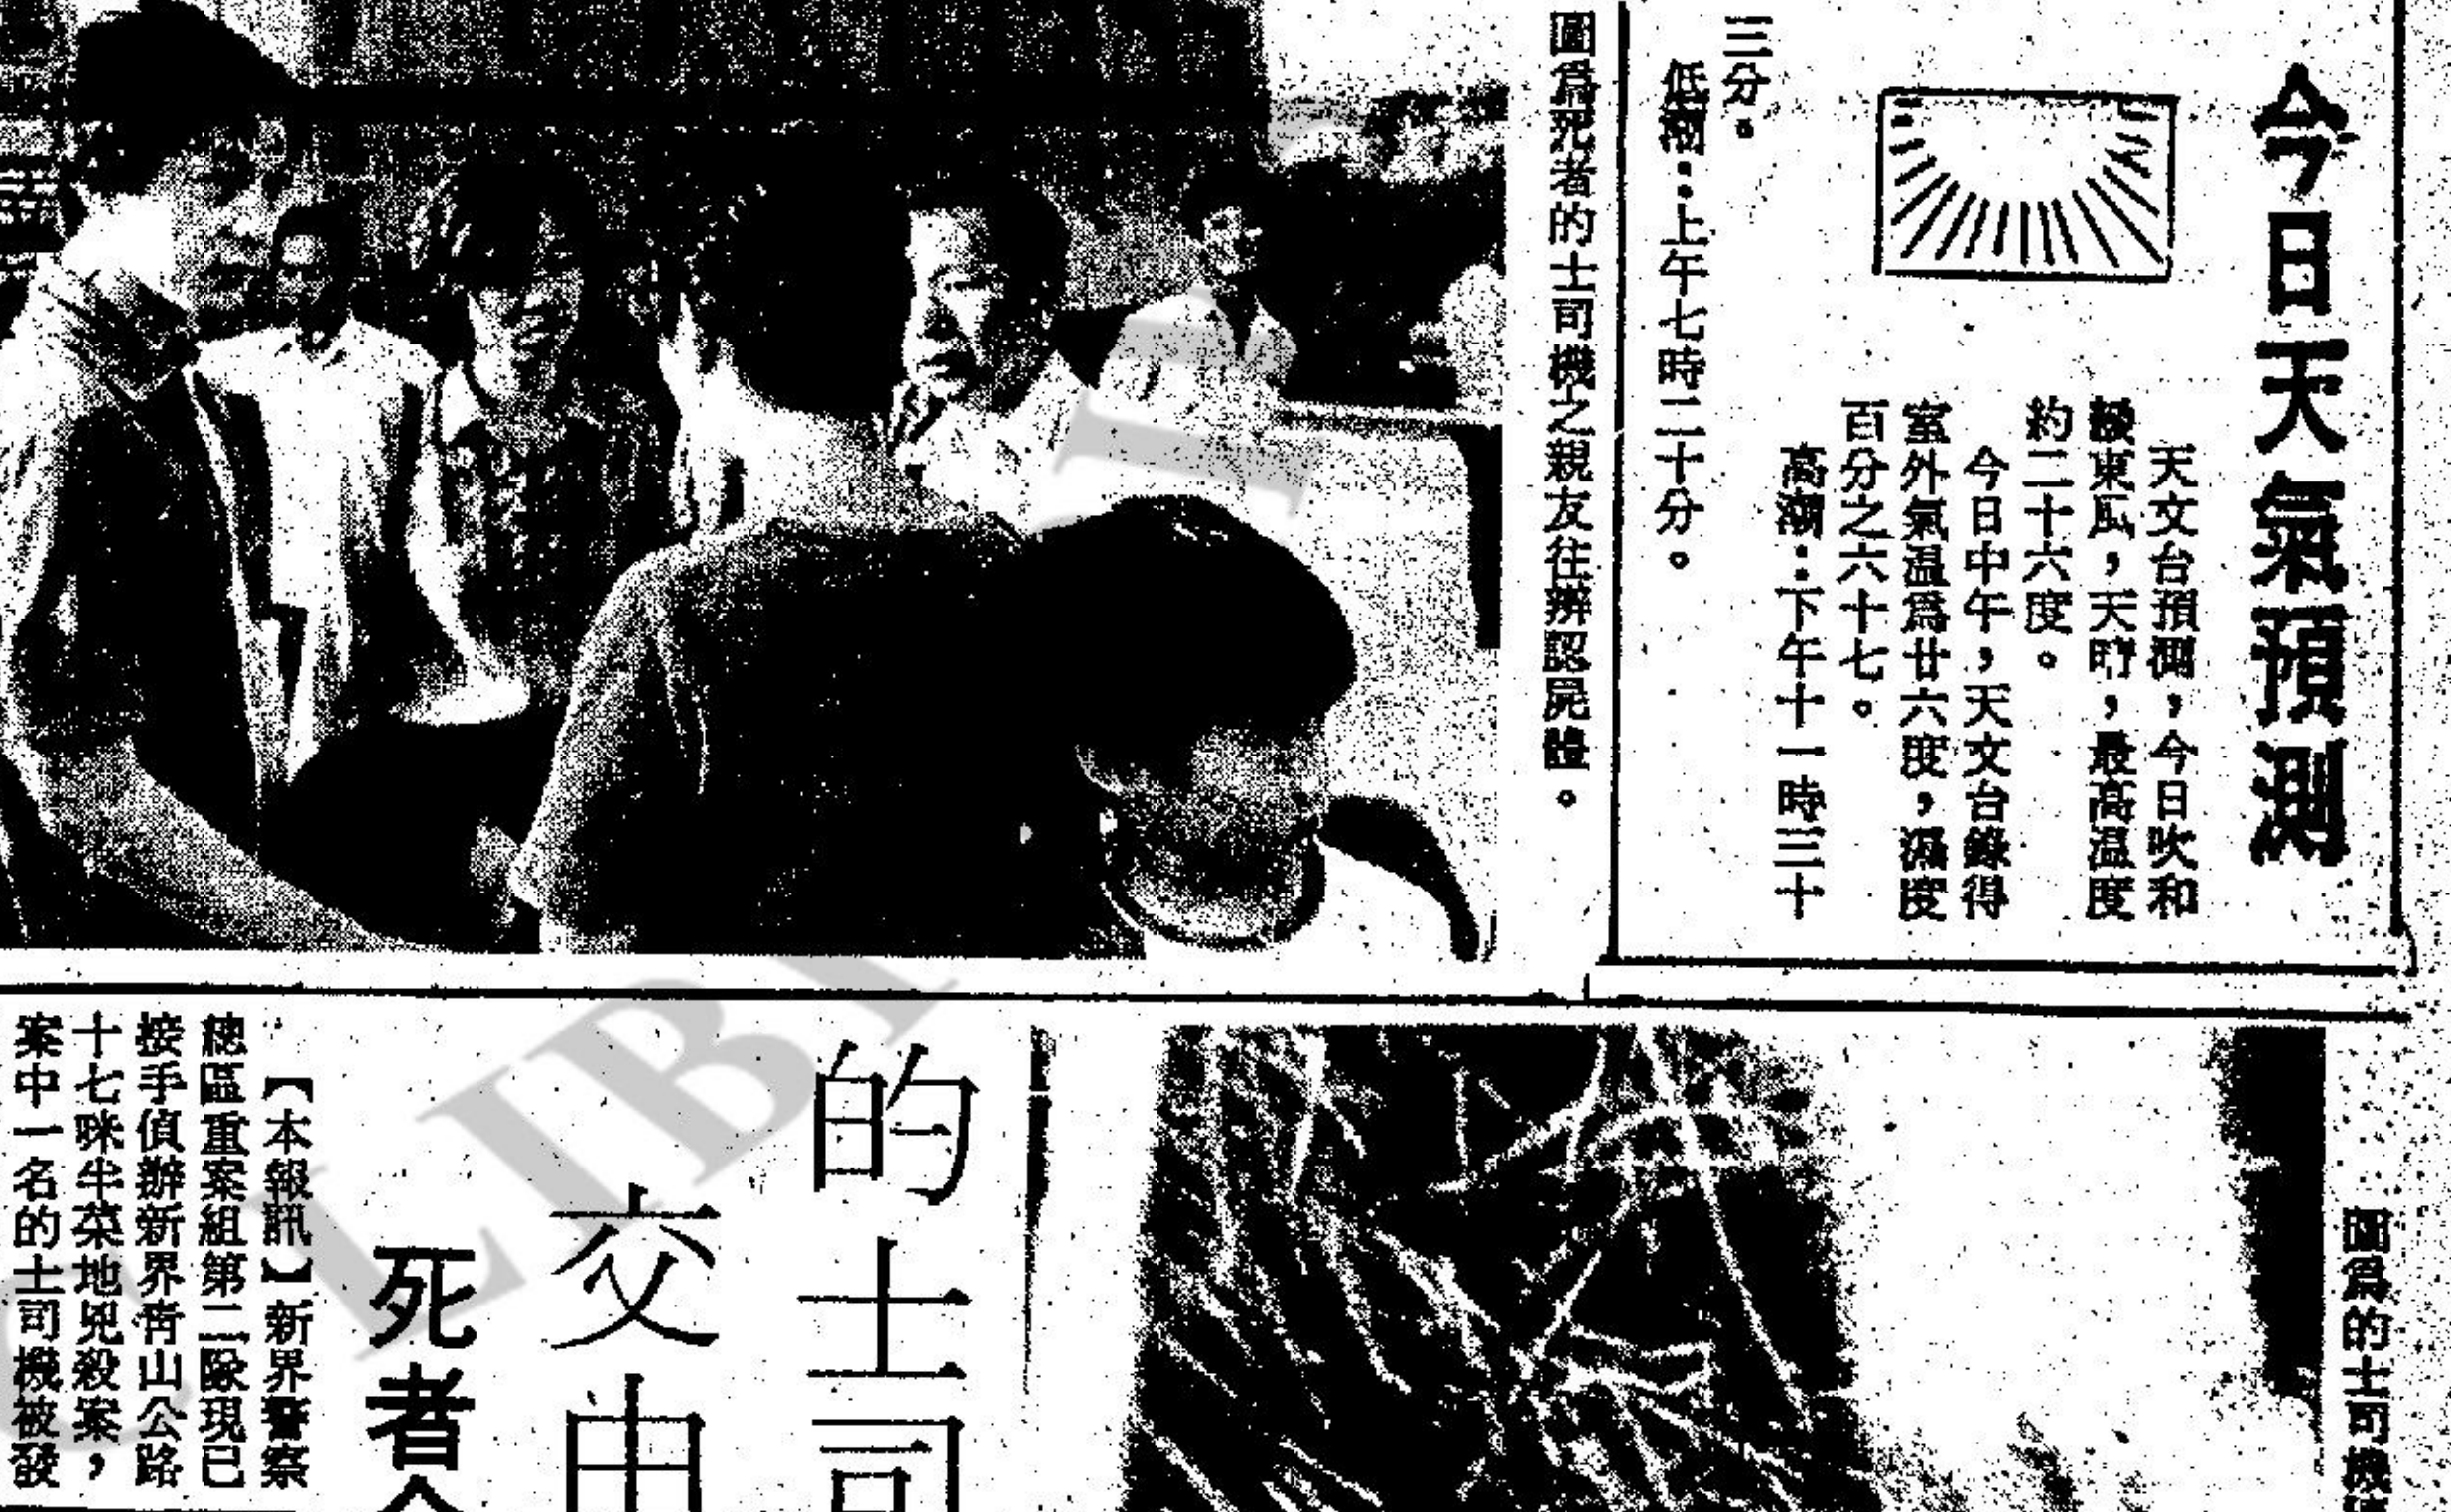 今日天氣預測
天文台預測，今日吹和
緩東風，天晴，最高溫度
約二十六度。
今日中午，天文台錄得
室外氣溫爲廿六度，濕度
百分之六十七。
高潮：下午十一時三十
三分。
低潮：上午七時二十分。
圖爲死者的士司機之親友往辨認屍體。
圖爲的士司機
的士司
交由
死者
【本報訊】新界警察
總區重案組第二隊現已
接手偵辦新界青山公路
十七咪半菜地兇殺案，
案中一名的士司機被發
LIB